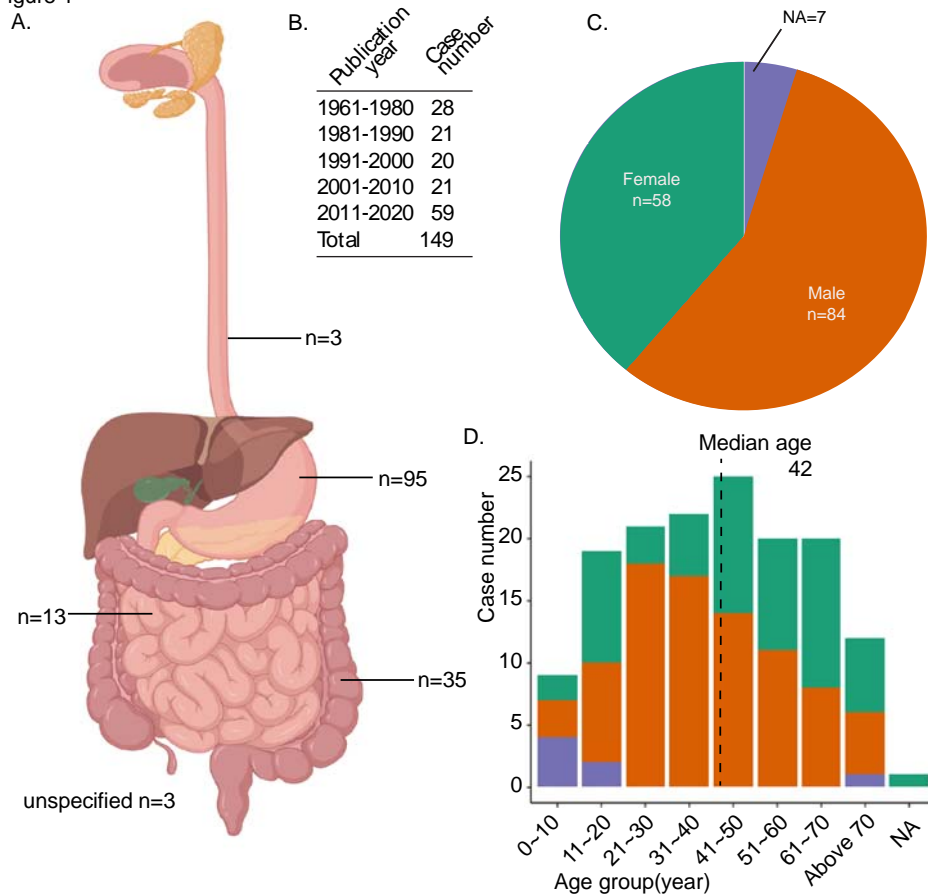 A.
n=3
n=95
n=13
n=35
unspecified n=3
B.
Publication year Case number
1961-1980 28
1981-1990 21
1991-2000 20
2001-2010 21
2011-2020 59
Total 149
C.
NA=7
Female
n=58
Male
n=84
D.
Median age
42
Case number
25
20
15
10
5
0
0~10
11~20
21~30
31~40
41~50
51~60
61~70
Above 70
NA
Age group(year)